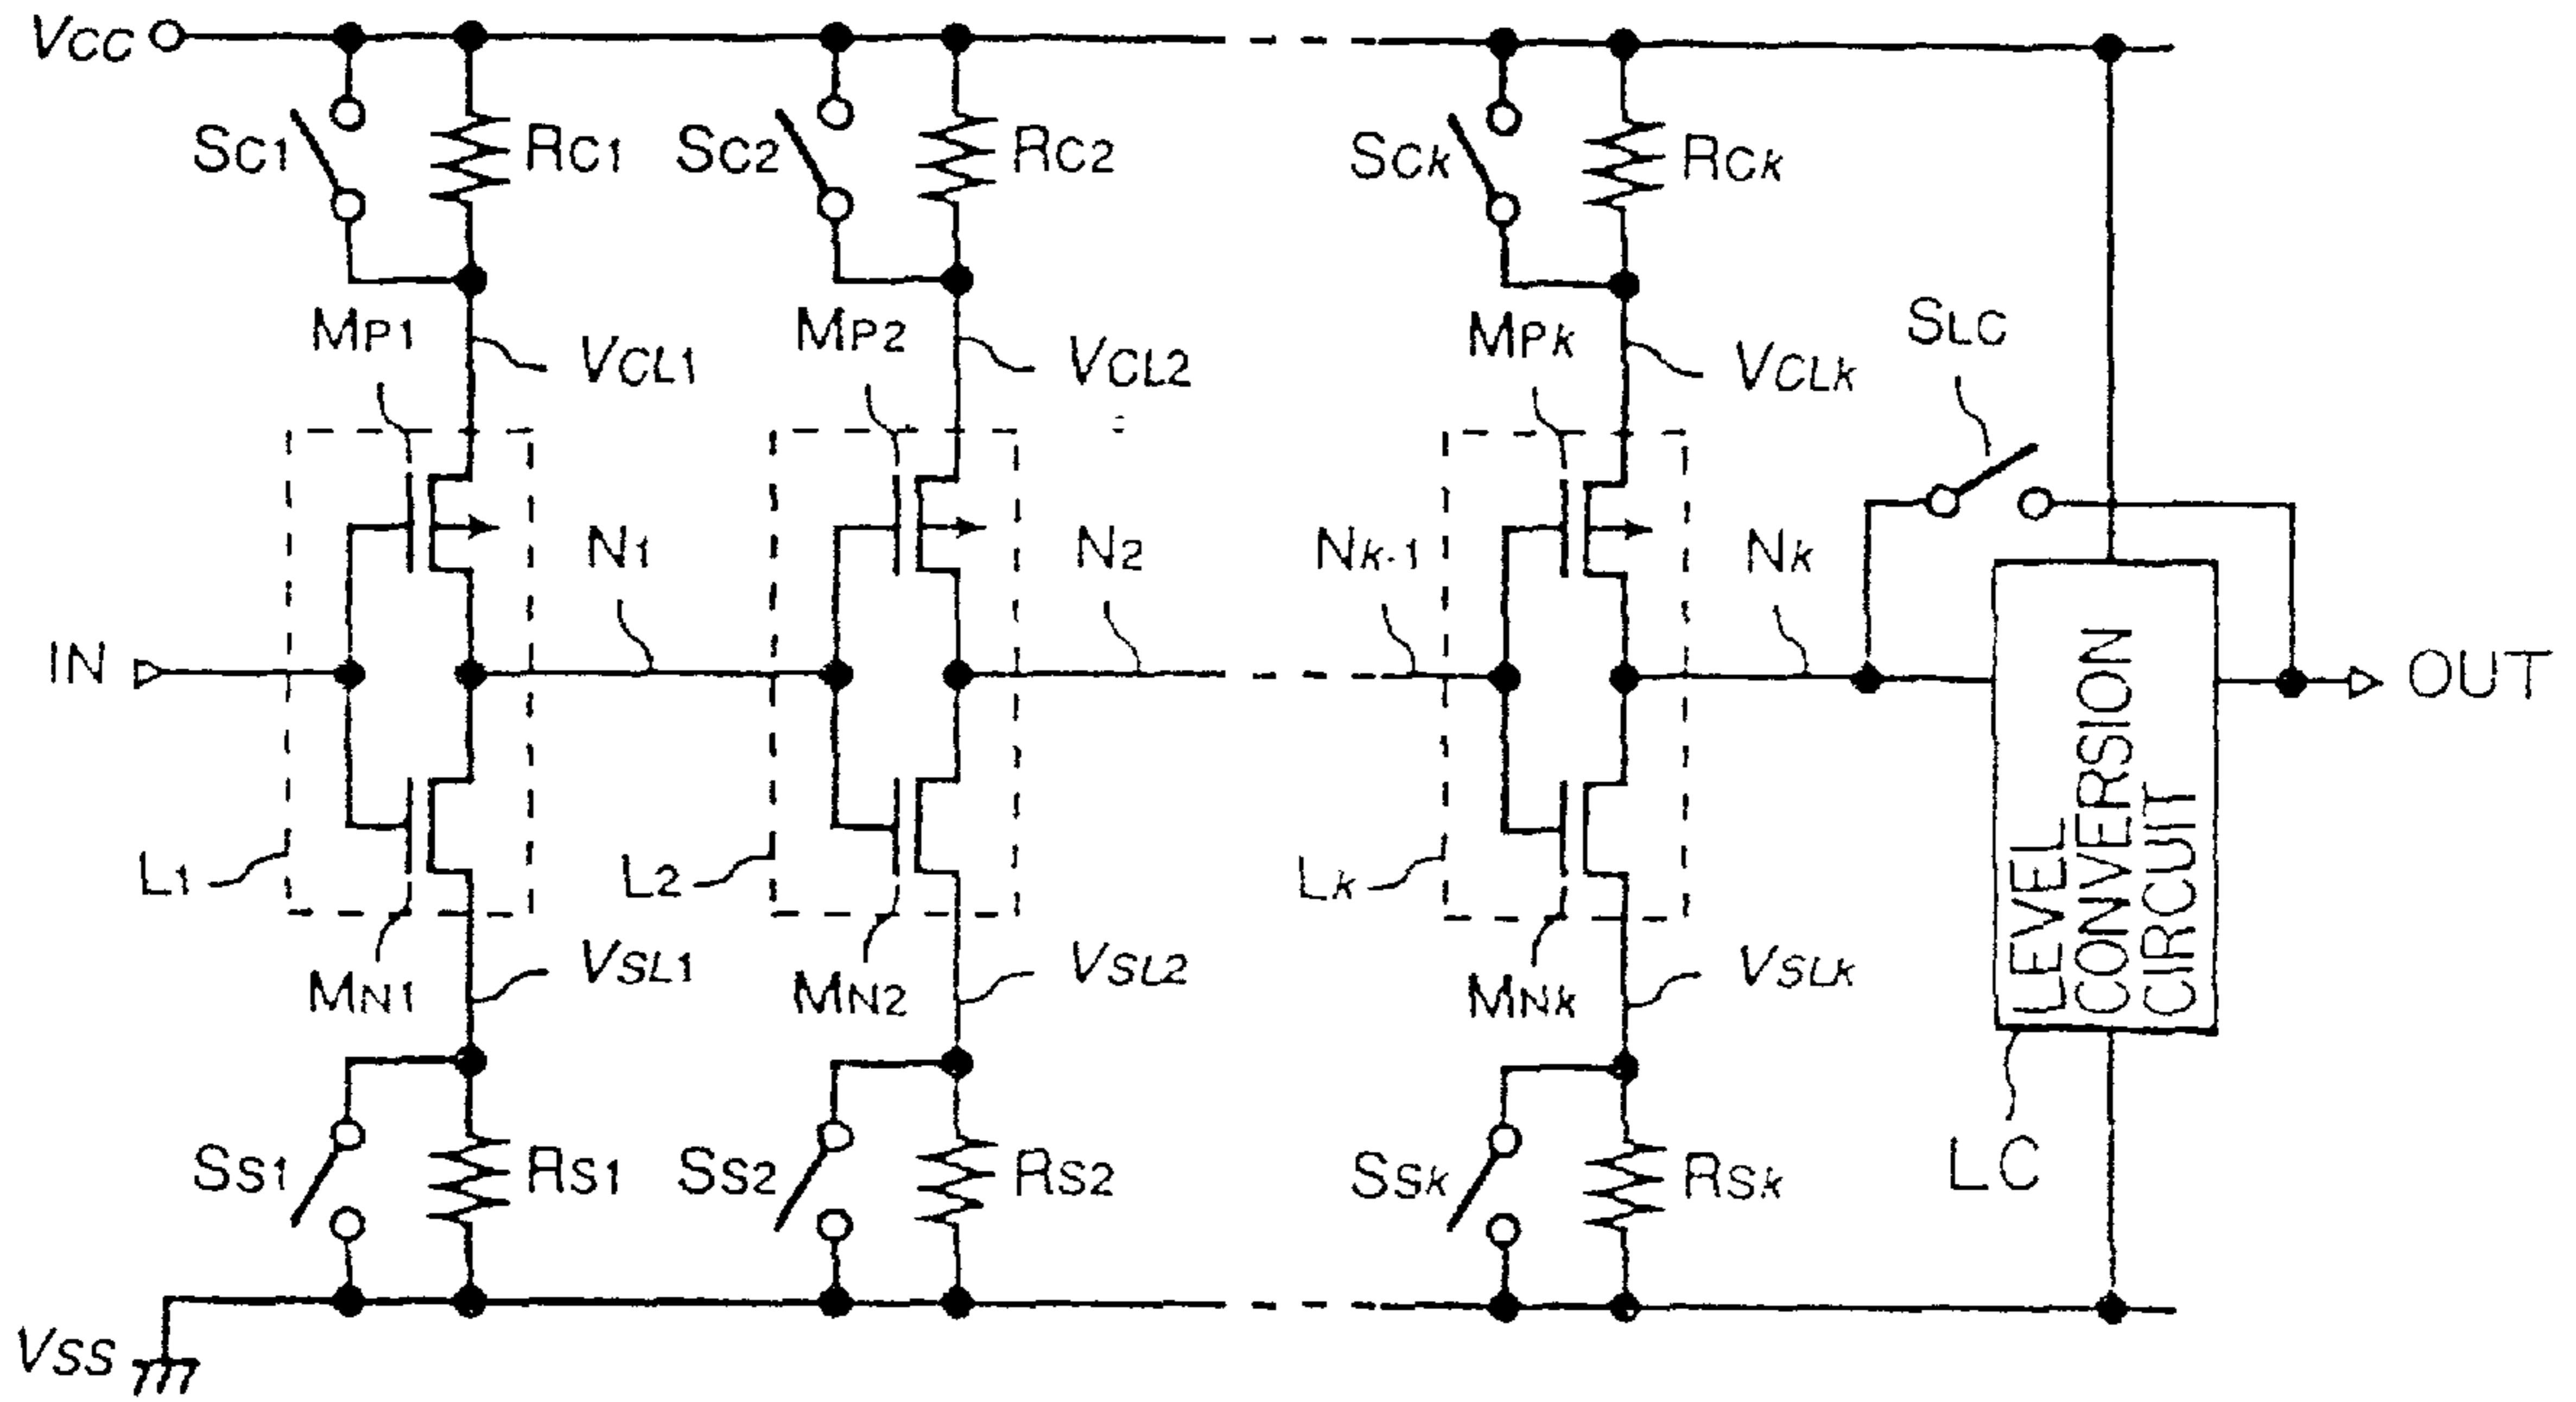 VCC
SC1
RC1
SC2
RC2
SCk
RCk
MP1
VCL1
MP2
VCL2
MPk
VCLk
SLC
IN
N1
N2
Nk-1
Nk
OUT
LEVEL
CONVERSION
CIRCUIT
L1
L2
Lk
MN1
VSL1
MN2
VSL2
MNk
VSLk
SS1
RS1
SS2
RS2
SSk
RSk
LC
VSS